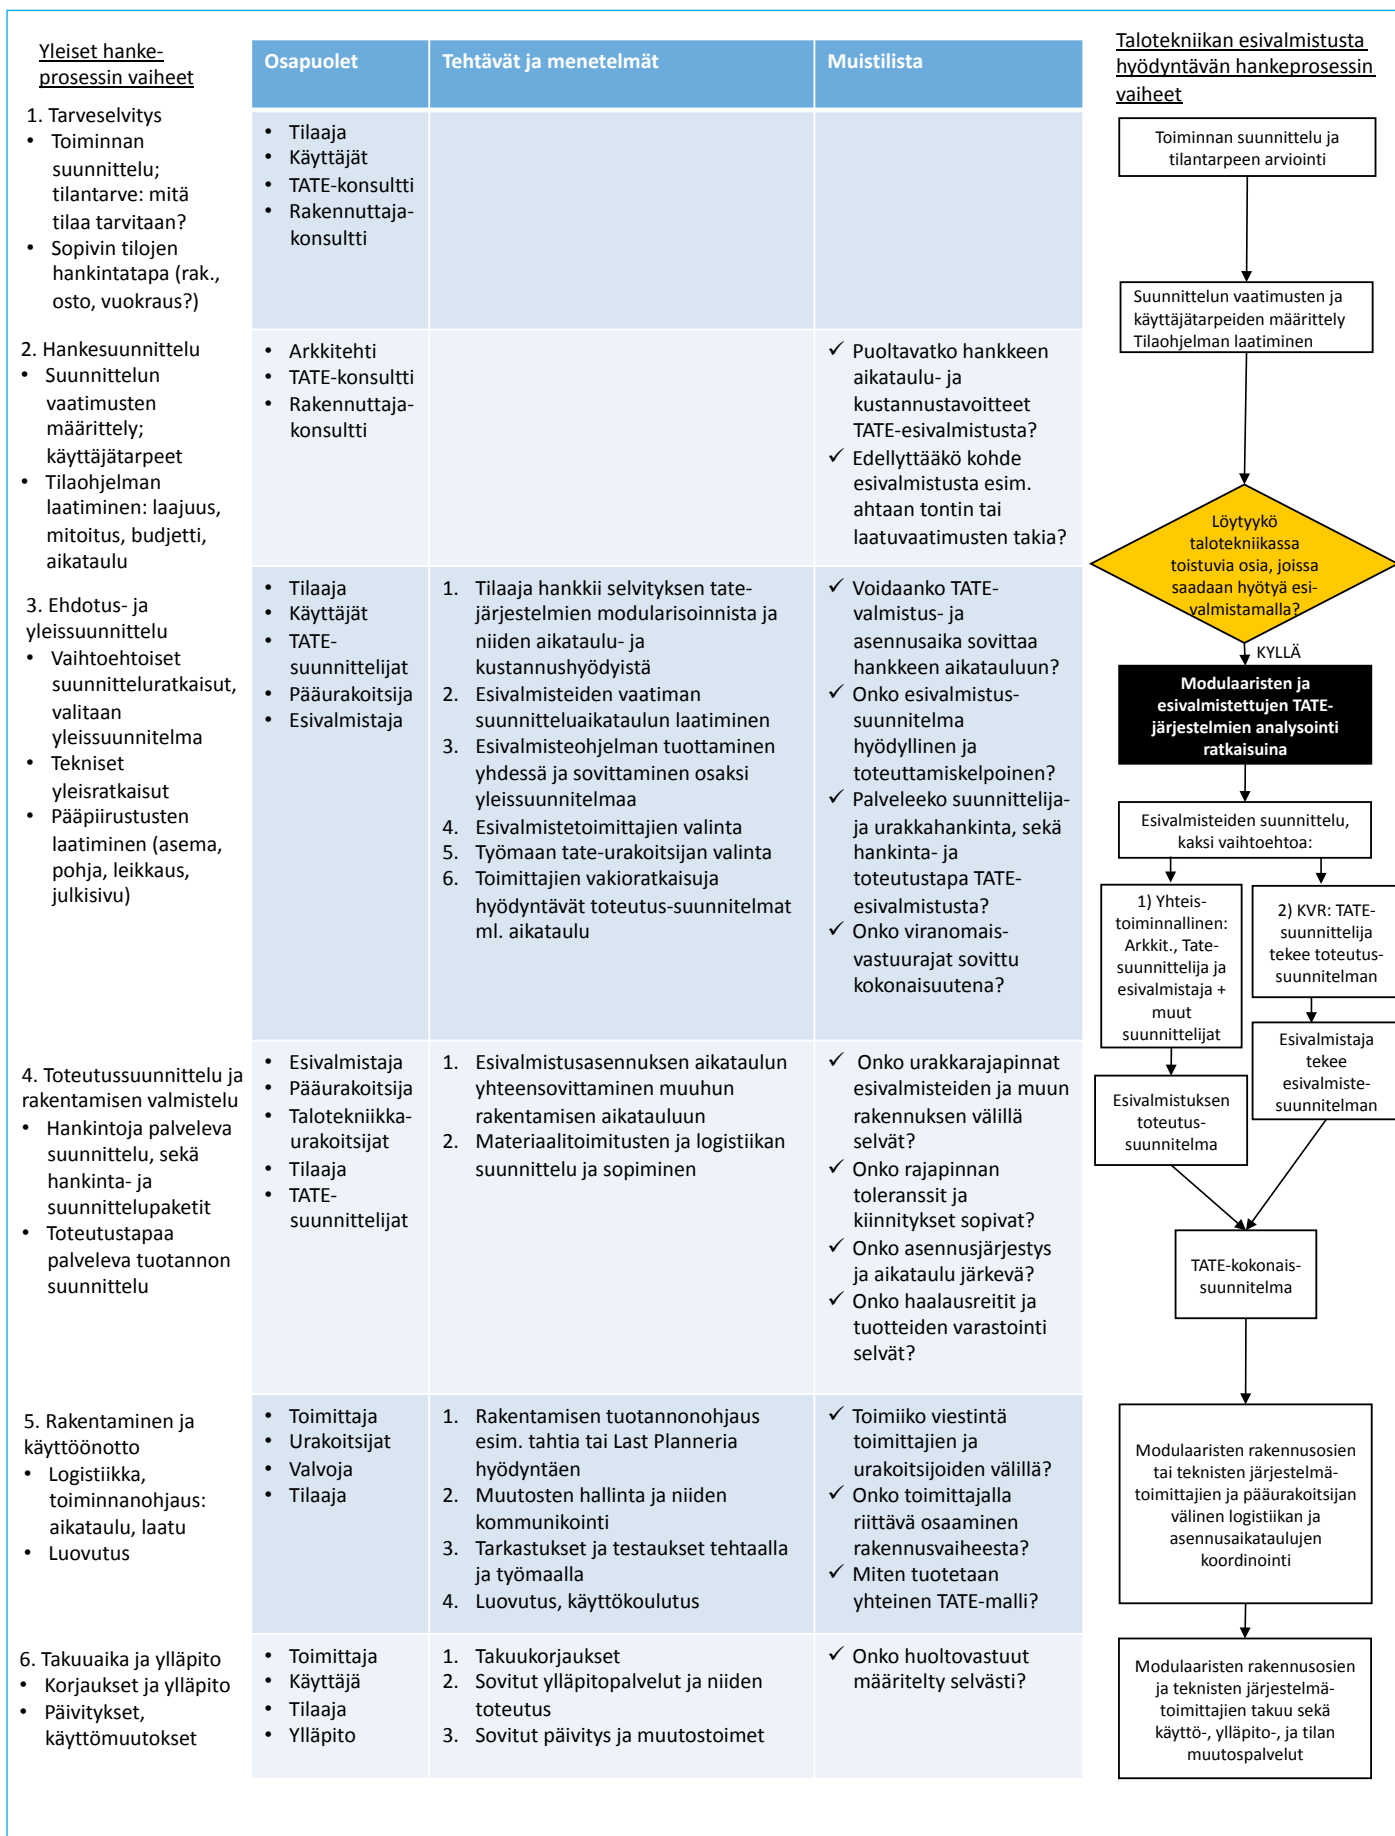 Yleiset hanke-
prosessin vaiheet
1. Tarveselvitys
• Toiminnan
suunnittelu;
tilantarve: mitä
tilaa tarvitaan?
• Sopivin tilojen
hankintatapa (rak.,
osto, vuokraus?)
2. Hankesuunnittelu
• Suunnittelun
vaatimusten
määrittely;
käyttäjätarpeet
• Tilaohjelman
laatiminen: laajuus,
mitoitus, budjetti,
aikataulu
3. Ehdotus- ja
yleissuunnittelu
• Vaihtoehtoiset
suunnitteluratkaisut,
valitaan
yleissuunnitelma
• Tekniset
yleisratkaisut
• Pääpiirustusten
laatiminen (asema,
pohja, leikkaus,
julkisivu)
4. Toteutussuunnittelu ja
rakentamisen valmistelu
• Hankintoja palveleva
suunnittelu, sekä
hankinta- ja
suunnittelupaketit
• Toteutustapaa
palveleva tuotannon
suunnittelu
5. Rakentaminen ja
käyttöönotto
• Logistiikka,
toiminnanohjaus:
aikataulu, laatu
• Luovutus
6. Takuuaika ja ylläpito
• Korjaukset ja ylläpito
• Päivitykset,
käyttömuutokset
Osapuolet
Tehtävät ja menetelmät
Muistilista
• Tilaaja
• Käyttäjät
• TATE-konsultti
• Rakennuttaja-
konsultti
• Arkkitehti
• TATE-konsultti
• Rakennuttaja-
konsultti
✓ Puoltavatko hankkeen
aikataulu- ja
kustannustavoitteet
TATE-esivalmistusta?
✓ Edellyttääkö kohde
esivalmistusta esim.
ahtaan tontin tai
laatuvaatimusten takia?
• Tilaaja
• Käyttäjät
• TATE-
suunnittelijat
• Pääurakoitsija
• Esivalmistaja
1. Tilaaja hankkii selvityksen tate-
järjestelmien modularisoinnista ja
niiden aikataulu- ja
kustannushyödyistä
2. Esivalmisteiden vaatiman
suunnitteluaikataulun laatiminen
3. Esivalmisteohjelman tuottaminen
yhdessä ja sovittaminen osaksi
yleissuunnitelmaa
4. Esivalmistetoimittajien valinta
5. Työmaan tate-urakoitsijan valinta
6. Toimittajien vakioratkaisuja
hyödyntävät toteutus-suunnitelmat
ml. aikataulu
✓ Voidaanko TATE-
valmistus- ja
asennusaika sovittaa
hankkeen aikatauluun?
✓ Onko esivalmistus-
suunnitelma
hyödyllinen ja
toteuttamiskelpoinen?
✓ Palveleeko suunnittelija-
ja urakkahankinta, sekä
hankinta- ja
toteutustapa TATE-
esivalmistusta?
✓ Onko viranomais-
vastuurajat sovittu
kokonaisuutena?
• Esivalmistaja
• Pääurakoitsija
• Talotekniikka-
urakoitsijat
• Tilaaja
• TATE-
suunnittelijat
1. Esivalmistusasennuksen aikataulun
yhteensovittaminen muuhun
rakentamisen aikatauluun
2. Materiaalitoimitusten ja logistiikan
suunnittelu ja sopiminen
✓ Onko urakkarajapinnat
esivalmisteiden ja muun
rakennuksen välillä
selvät?
✓ Onko rajapinnan
toleranssit ja
kiinnitykset sopivat?
✓ Onko asennusjärjestys
ja aikataulu järkevä?
✓ Onko haalausreitit ja
tuotteiden varastointi
selvät?
• Toimittaja
• Urakoitsijat
• Valvoja
• Tilaaja
1. Rakentamisen tuotannonohjaus
esim. tahtia tai Last Planneria
hyödyntäen
2. Muutosten hallinta ja niiden
kommunikointi
3. Tarkastukset ja testaukset tehtaalla
ja työmaalla
4. Luovutus, käyttökoulutus
✓ Toimiiko viestintä
toimittajien ja
urakoitsijoiden välillä?
✓ Onko toimittajalla
riittävä osaaminen
rakennusvaiheesta?
✓ Miten tuotetaan
yhteinen TATE-malli?
• Toimittaja
• Käyttäjä
• Tilaaja
• Ylläpito
1. Takuukorjaukset
2. Sovitut ylläpitopalvelut ja niiden
toteutus
3. Sovitut päivitys ja muutostoimet
✓ Onko huoltovastuut
määritelty selvästi?
Talotekniikan esivalmistusta
hyödyntävän hankeprosessin
vaiheet
Toiminnan suunnittelu ja
tilantarpeen arviointi
Suunnittelun vaatimusten ja
käyttäjätarpeiden määrittely
Tilaohjelman laatiminen
Löytyykö
talotekniikassa
toistuvia osia, joissa
saadaan hyötyä esi-
valmistamalla?
KYLLÄ
Modulaaristen ja
esivalmistettujen TATE-
järjestelmien analysointi
ratkaisuina
Esivalmisteiden suunnittelu,
kaksi vaihtoehtoa:
1) Yhteis-
toiminnallinen:
Arkkit., Tate-
suunnittelija ja
esivalmistaja +
muut
suunnittelijat
2) KVR: TATE-
suunnittelija
tekee toteutus-
suunnitelman
Esivalmistaja
tekee
esivalmiste-
suunnitelman
Esivalmistuksen
toteutus-
suunnitelma
TATE-kokonais-
suunnitelma
Modulaaristen rakennusosien
tai teknisten järjestelmä-
toimittajien ja pääurakoitsijan
välinen logistiikan ja
asennusaikataulujen
koordinointi
Modulaaristen rakennusosien
ja teknisten järjestelmä-
toimittajien takuu sekä
käyttö-, ylläpito-, ja tilan
muutospalvelut